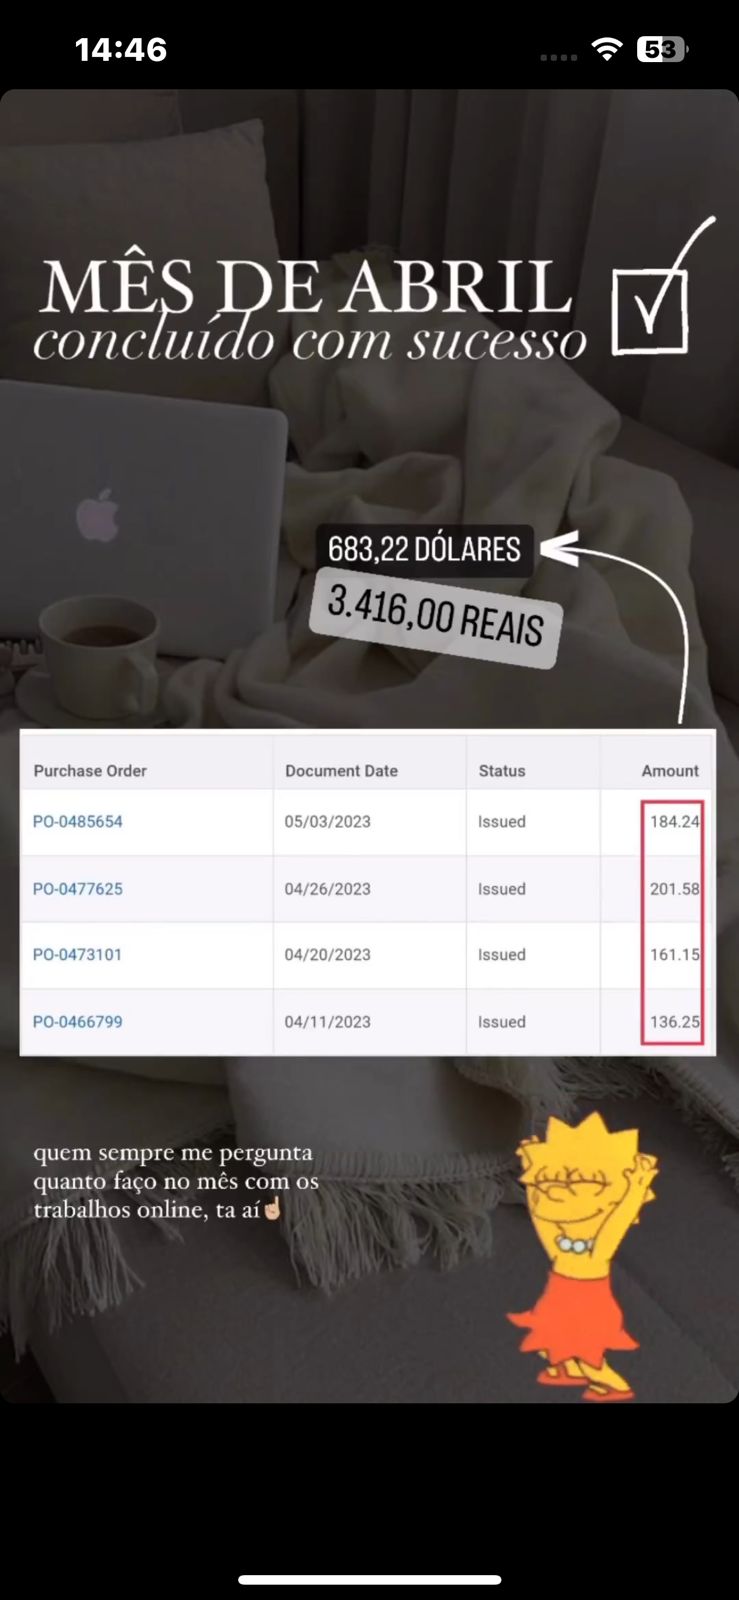 14:46
53
MÊS DE ABRIL
concluído com sucesso
683,22 DÓLARES
3.416,00 REAIS
Purchase Order Document Date Status Amount
PO-0485654 05/03/2023 Issued 184.24
PO-0477625 04/26/2023 Issued 201.58
PO-0473101 04/20/2023 Issued 161.15
PO-0466799 04/11/2023 Issued 136.25
quem sempre me pergunta
quanto faço no mês com os
trabalhos online, ta aí☝🏼